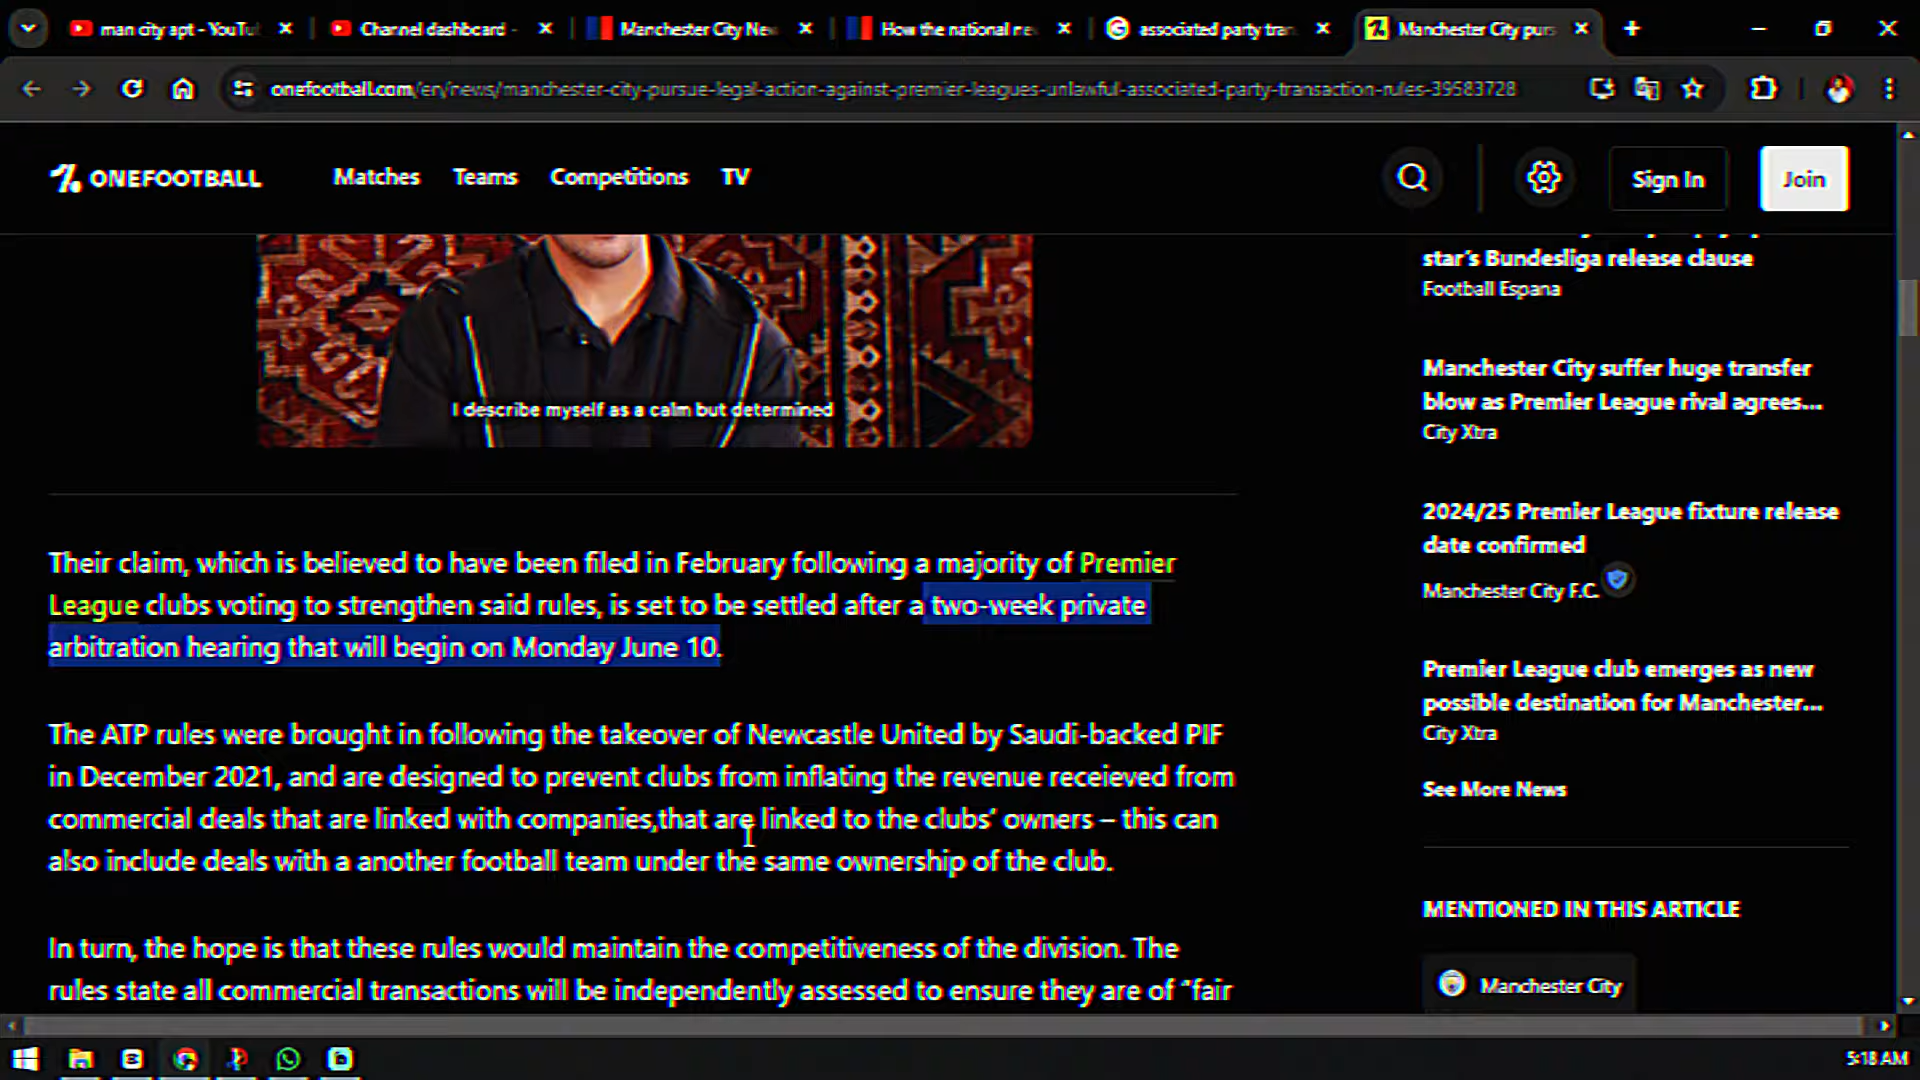 man city apt - YouTu
Channel dashboard -
Manchester City New
How the national ne
associated party tran
Manchester City purs
onefootball.com/en/news/manchester-city-pursue-legal-action-against-premier-leagues-unlawful-associated-party-transaction-rules-39583728
ONEFOOTBALL
Matches
Teams
Competitions
TV
Sign In
Join
I describe myself as a calm but determined
Their claim, which is believed to have been filed in February following a majority of Premier
League clubs voting to strengthen said rules, is set to be settled after a two-week private
arbitration hearing that will begin on Monday June 10.
The ATP rules were brought in following the takeover of Newcastle United by Saudi-backed PIF
in December 2021, and are designed to prevent clubs from inflating the revenue receieved from
commercial deals that are linked with companies,that are linked to the clubs’ owners – this can
also include deals with a another football team under the same ownership of the club.
In turn, the hope is that these rules would maintain the competitiveness of the division. The
rules state all commercial transactions will be independently assessed to ensure they are of “fair
star’s Bundesliga release clause
Football Espana
Manchester City suffer huge transfer
blow as Premier League rival agrees...
City Xtra
2024/25 Premier League fixture release
date confirmed
Manchester City F.C.
Premier League club emerges as new
possible destination for Manchester...
City Xtra
See More News
MENTIONED IN THIS ARTICLE
Manchester City
5:18 AM